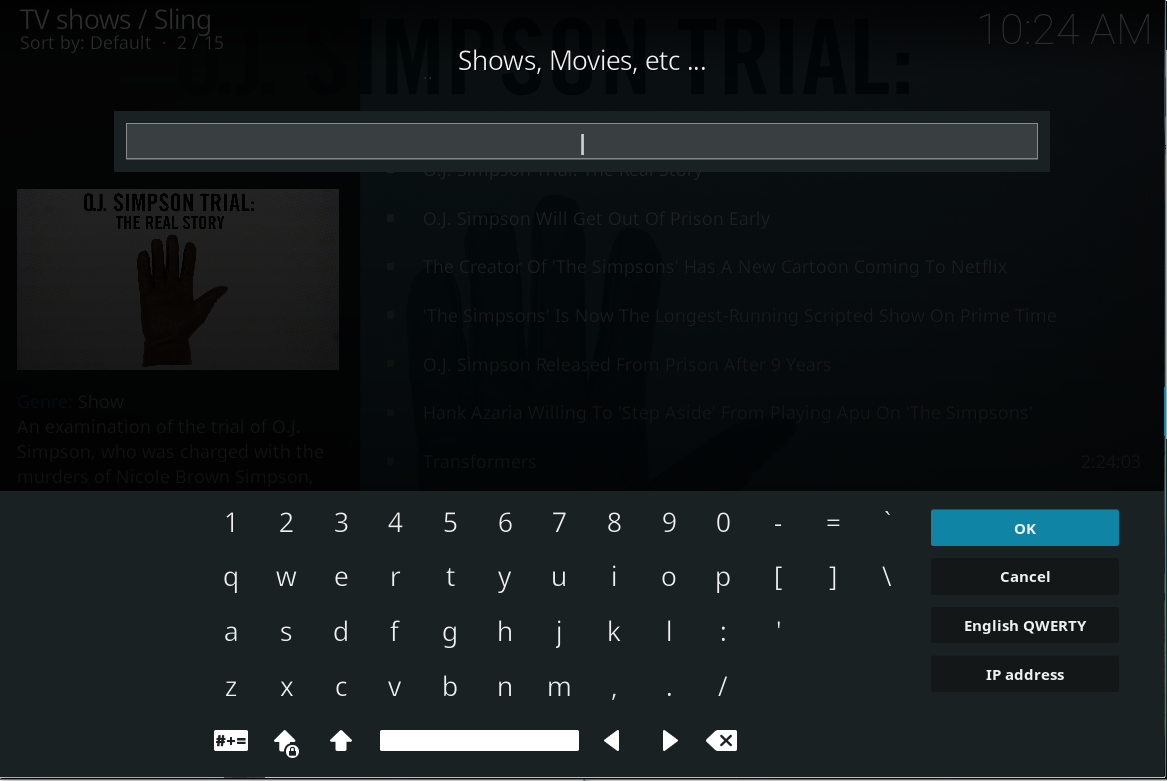 TV shows / Sling
Sort by: Default · 2 / 15
10:24 AM
O.J. SIMPSON TRIAL:
Shows, Movies, etc ...
..
O.J. Simpson Trial: The Real Story
O.J. SIMPSON TRIAL:
THE REAL STORY
O.J. Simpson Will Get Out Of Prison Early
The Creator Of 'The Simpsons' Has A New Cartoon Coming To Netflix
'The Simpsons' Is Now The Longest-Running Scripted Show On Prime Time
O.J. Simpson Released From Prison After 9 Years
Hank Azaria Willing To 'Step Aside' From Playing Apu On 'The Simpsons'
Transformers 2:24:03
Genre: Show
An examination of the trial of O.J.
Simpson, who was charged with the
murders of Nicole Brown Simpson,
1 2 3 4 5 6 7 8 9 0 - = `
q w e r t y u i o p [ ] \
a s d f g h j k l : '
z x c v b n m , . /
#+=
OK
Cancel
English QWERTY
IP address